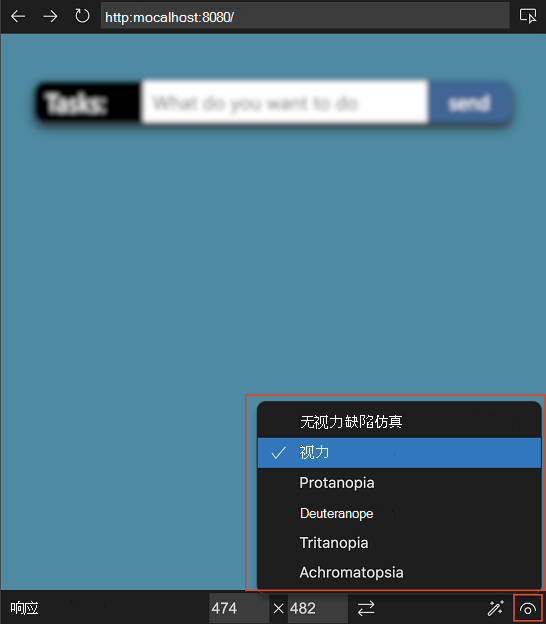 http:mocalhost:8080/
Tasks: What do you want to do send
无视力缺陷仿真
视力
Protanopia
Deuteranope
Tritanopia
Achromatopsia
响应 474 × 482